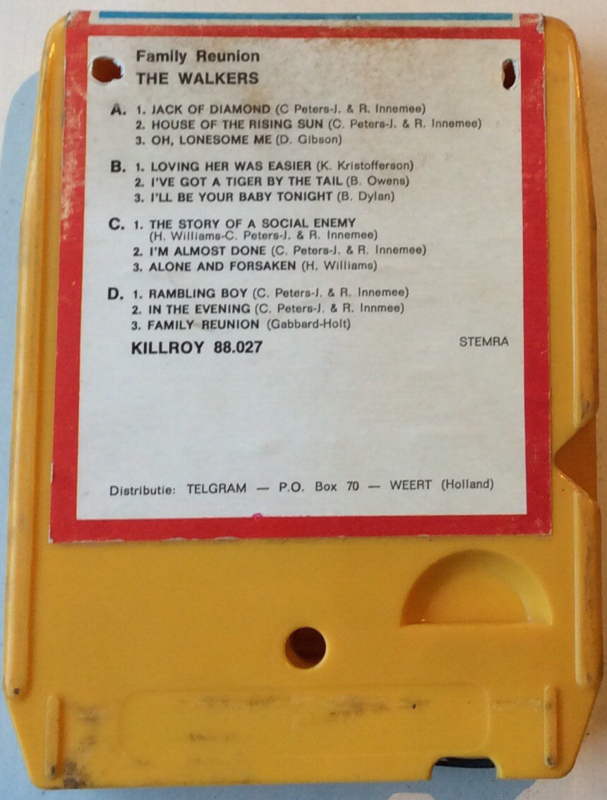 Family Reunion
THE WALKERS
A. 1. JACK OF DIAMOND (C Peters-J. & R. Innemee)
2. HOUSE OF THE RISING SUN (C. Peters-J. & R. Innemee)
3. OH, LONESOME ME (D. Gibson)
B. 1. LOVING HER WAS EASIER (K. Kristofferson)
2. I'VE GOT A TIGER BY THE TAIL (B. Owens)
3. I'LL BE YOUR BABY TONIGHT (B. Dylan)
C. 1. THE STORY OF A SOCIAL ENEMY
(H. Williams-C. Peters-J. & R. Innemee)
2. I'M ALMOST DONE (C. Peters-J. & R. Innemee)
3. ALONE AND FORSAKEN (H. Williams)
D. 1. RAMBLING BOY (C. Peters-J. & R. Innemee)
2. IN THE EVENING (C. Peters-J. & R. Innmee)
3. FAMILY REUNION (Gabbard-Holt)
KILLROY 88.027 STEMRA
Distributie: TELGRAM — P.O. Box 70 — WEERT (Holland)